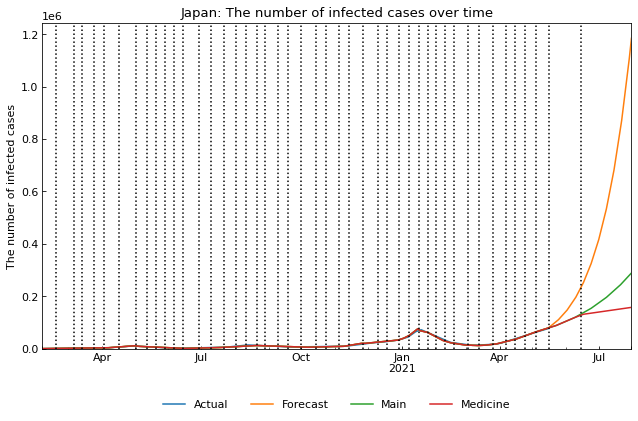 Japan: The number of infected cases over time
1e6
The number of infected cases
1.2
1.0
0.8
0.6
0.4
0.2
0.0
Apr Jul Oct Jan Apr Jul
2021
Actual Forecast Main Medicine